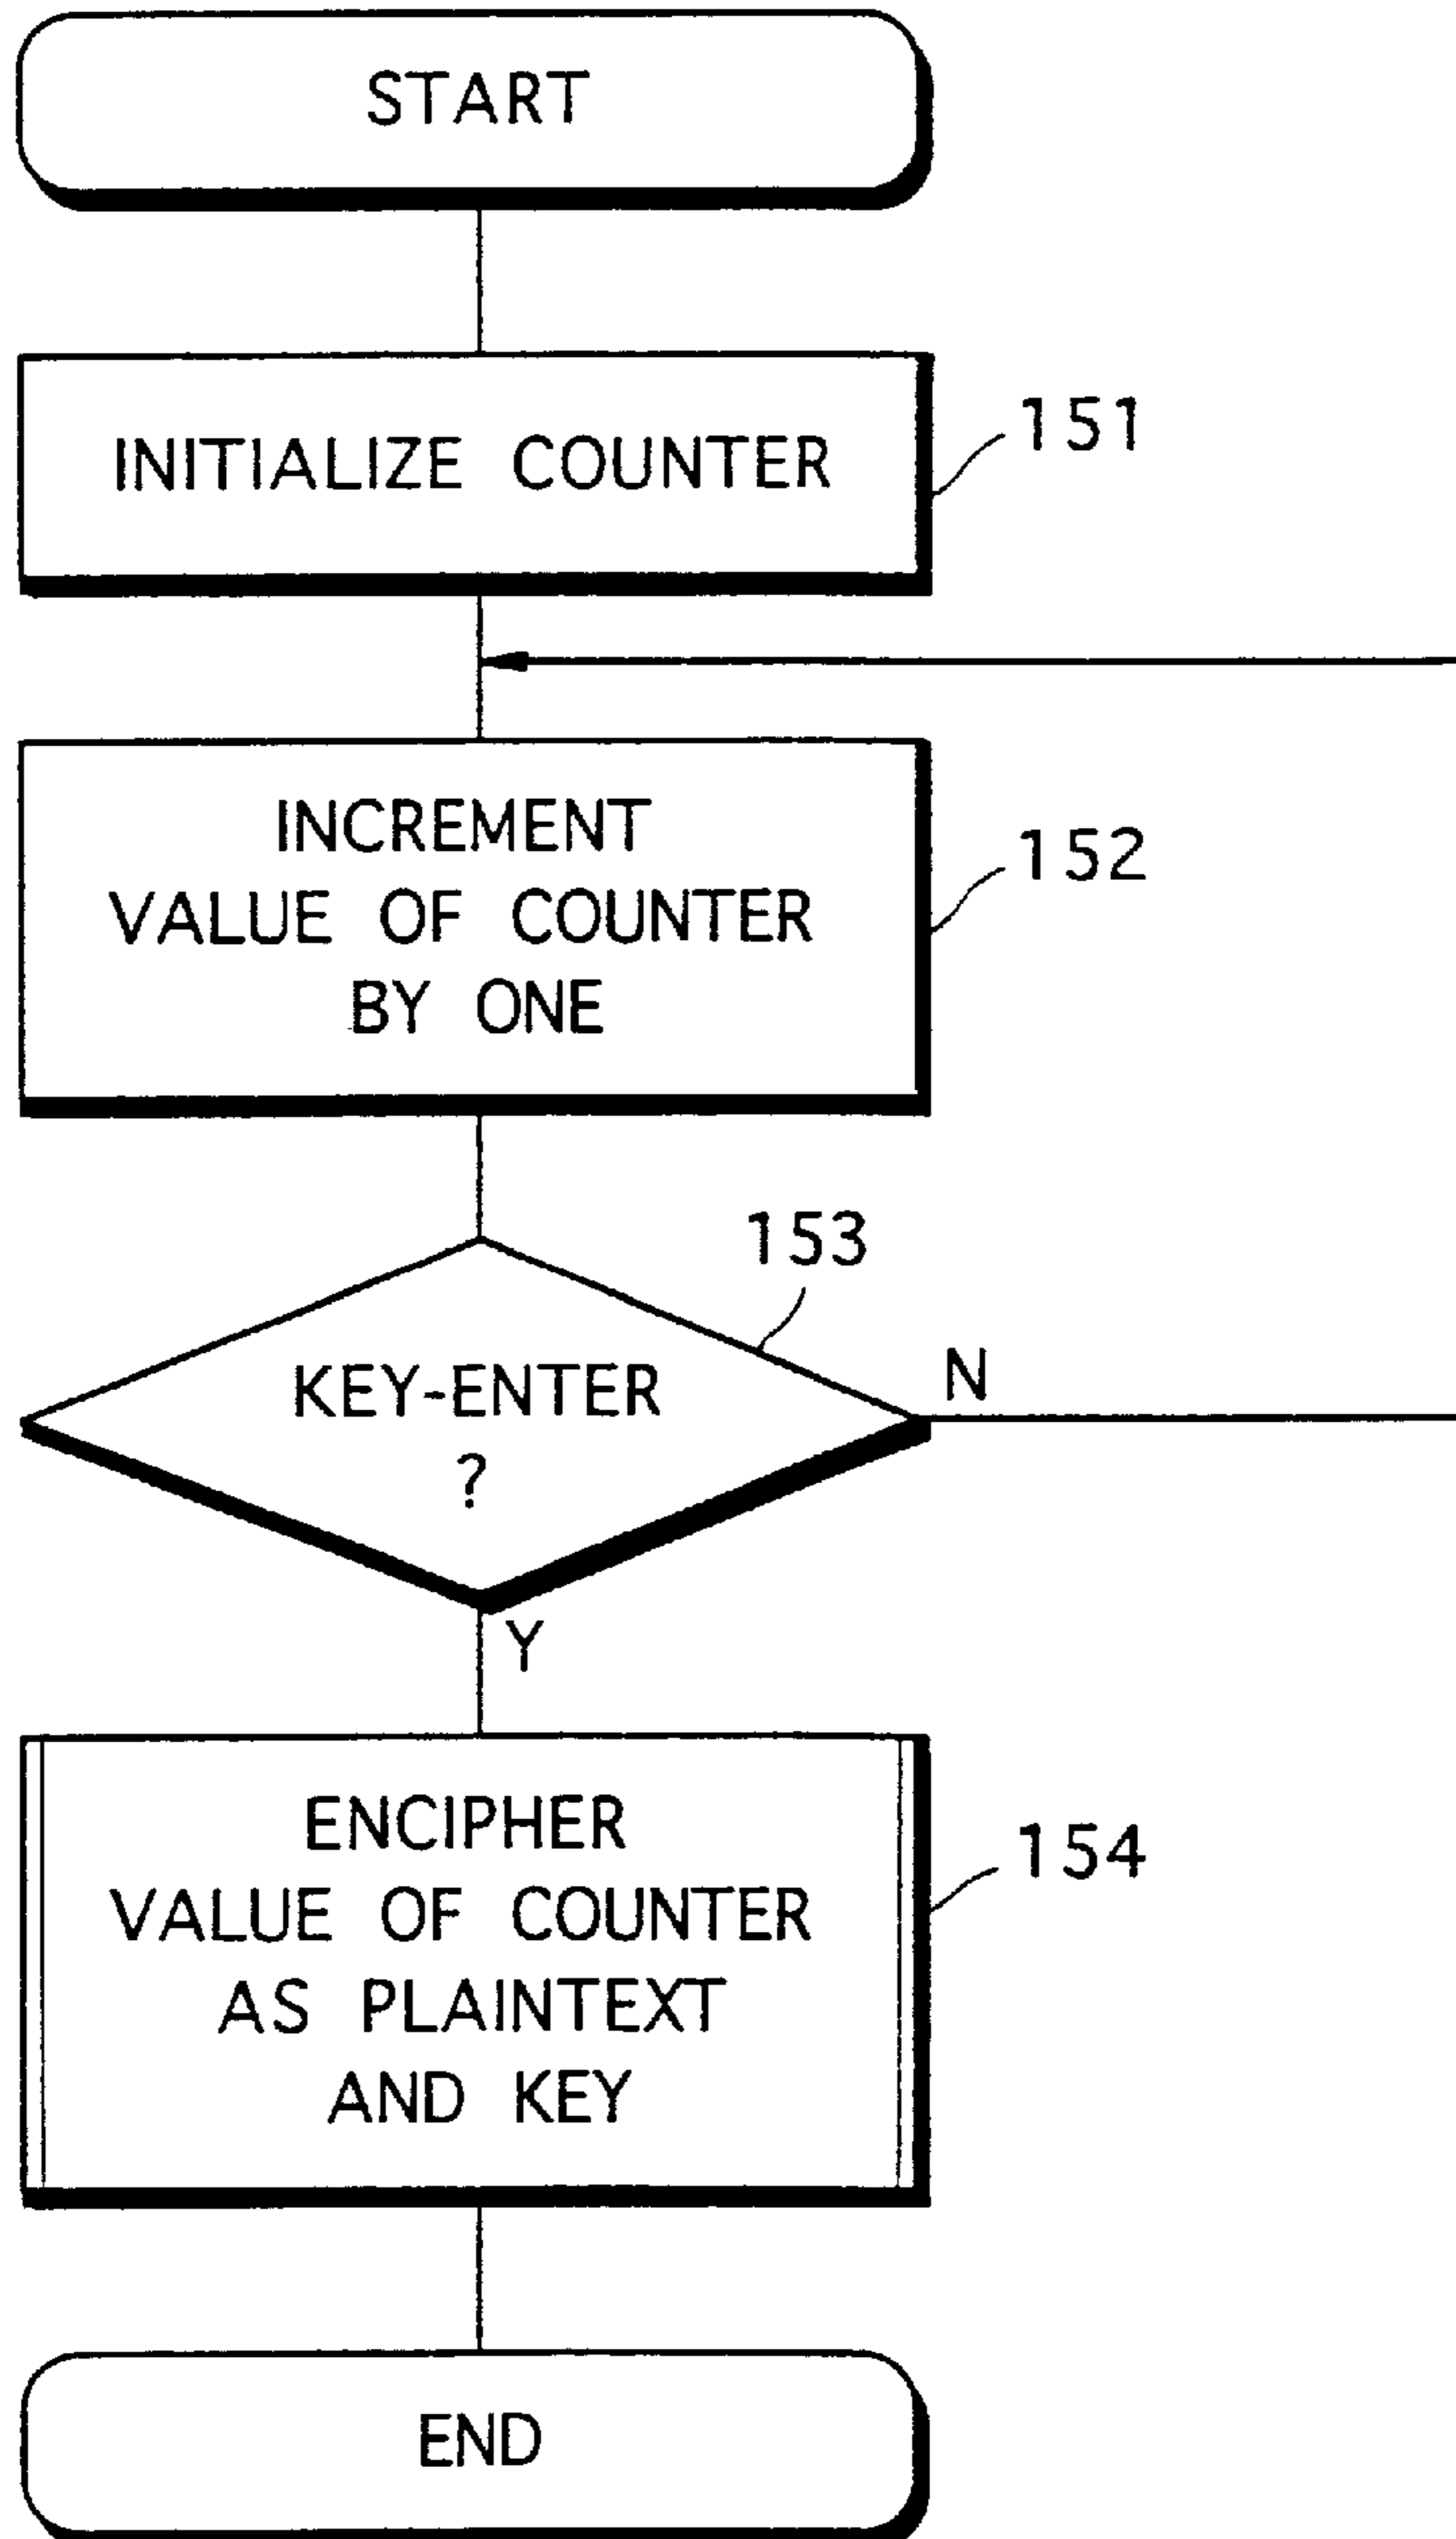 START
INITIALIZE COUNTER
151
INCREMENT
VALUE OF COUNTER
BY ONE
152
153
KEY-ENTER
?
N
Y
ENCIPHER
VALUE OF COUNTER
AS PLAINTEXT
AND KEY
154
END